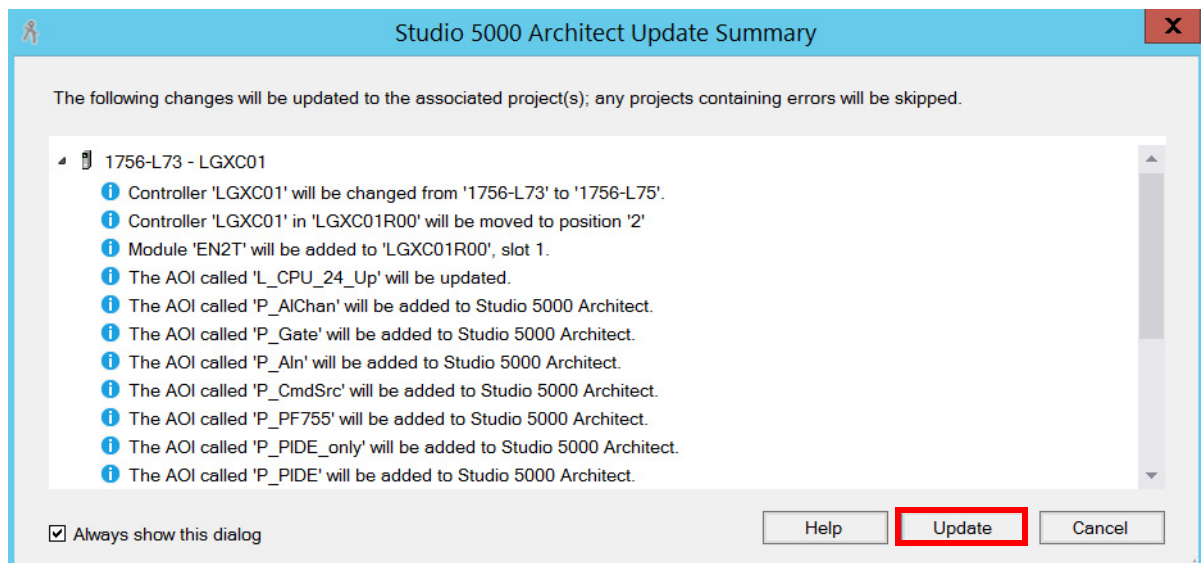 Studio 5000 Architect Update Summary
X
The following changes will be updated to the associated project(s); any projects containing errors will be skipped.
1756-L73 - LGXC01
Controller 'LGXC01' will be changed from '1756-L73' to '1756-L75'.
Controller 'LGXC01' in 'LGXC01R00' will be moved to position '2'
Module 'EN2T' will be added to 'LGXC01R00', slot 1.
The AOI called 'L_CPU_24_Up' will be updated.
The AOI called 'P_AIChan' will be added to Studio 5000 Architect.
The AOI called 'P_Gate' will be added to Studio 5000 Architect.
The AOI called 'P_AIn' will be added to Studio 5000 Architect.
The AOI called 'P_CmdSrc' will be added to Studio 5000 Architect.
The AOI called 'P_PF755' will be added to Studio 5000 Architect.
The AOI called 'P_PIDE_only' will be added to Studio 5000 Architect.
The AOI called 'P_PIDE' will be added to Studio 5000 Architect.
Always show this dialog
Help Update Cancel